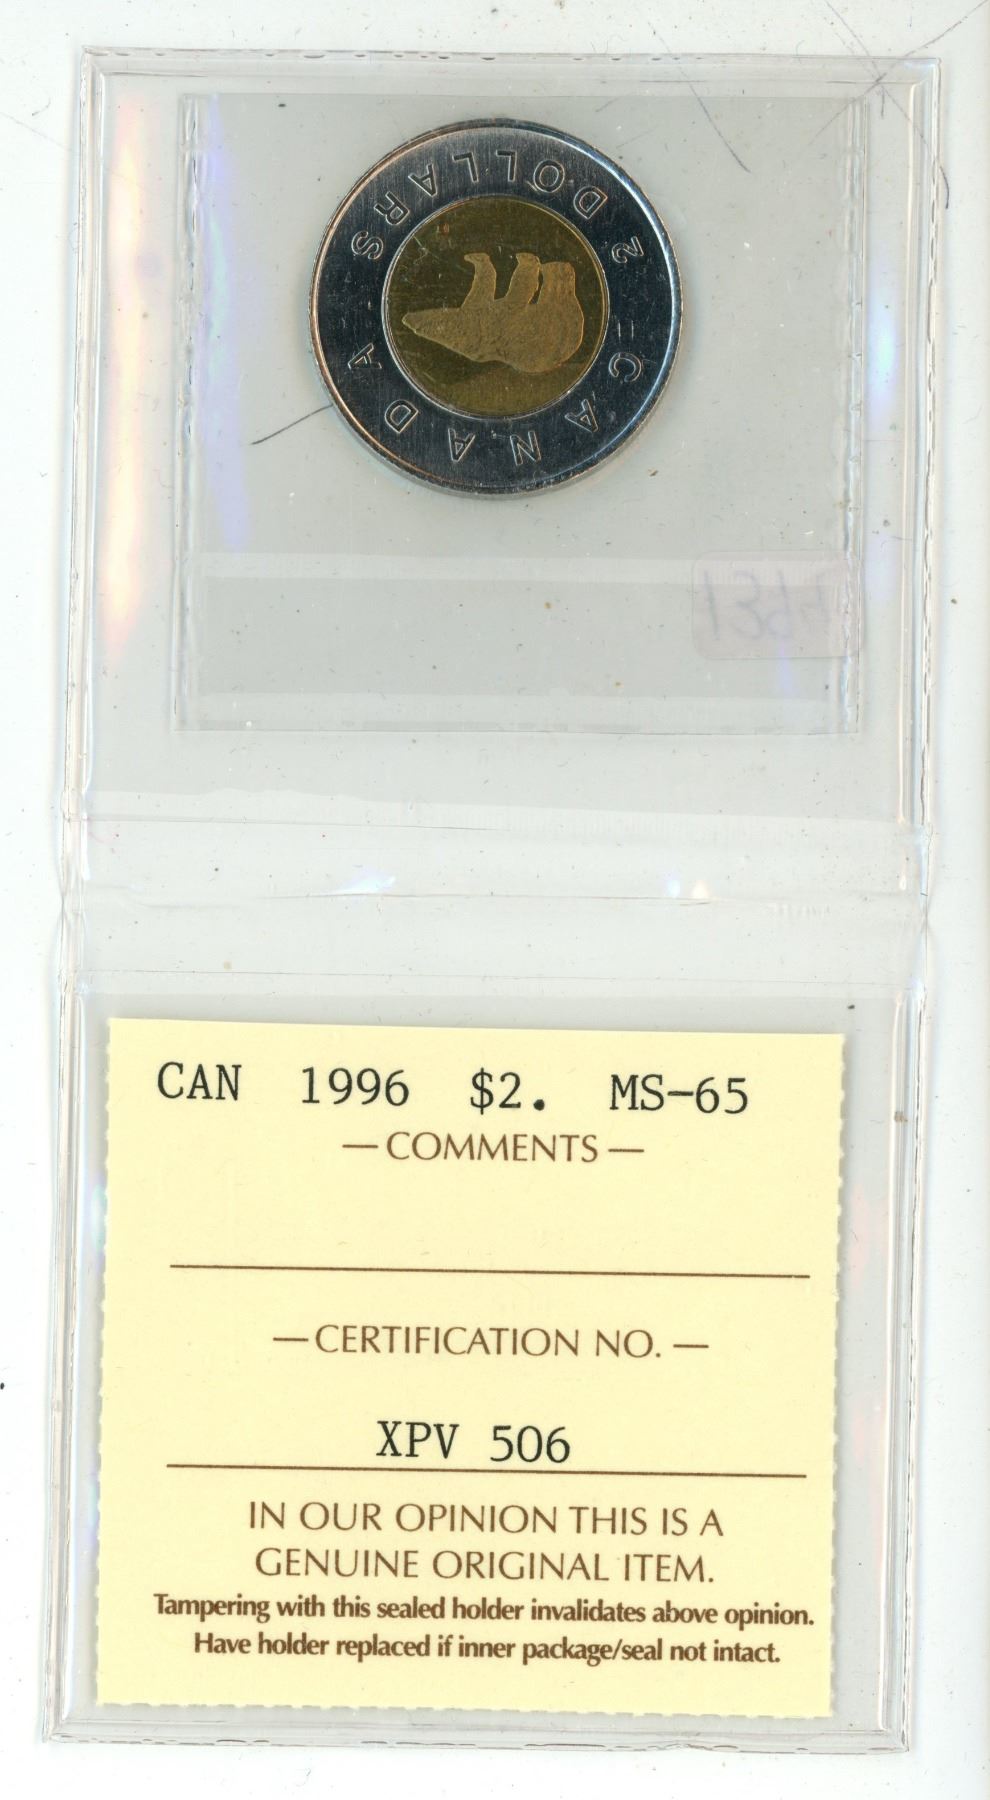 2 DOLLARS
CANADA
1394
CAN 1996 $2. MS-65
— COMMENTS —
— CERTIFICATION NO. —
XPV 506
IN OUR OPINION THIS IS A
GENUINE ORIGINAL ITEM.
Tampering with this sealed holder invalidates above opinion.
Have holder replaced if inner package/seal not intact.